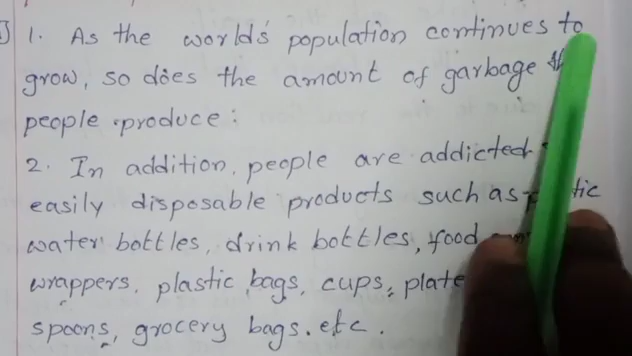 1. As the world's population continues to
grow, so does the amount of garbage
people produce:
2. In addition, people are addicted
easily disposable products such as
water bottles, drink bottles, food
wrappers, plastic bags, cups, plate
spoons, grocery bags. etc.